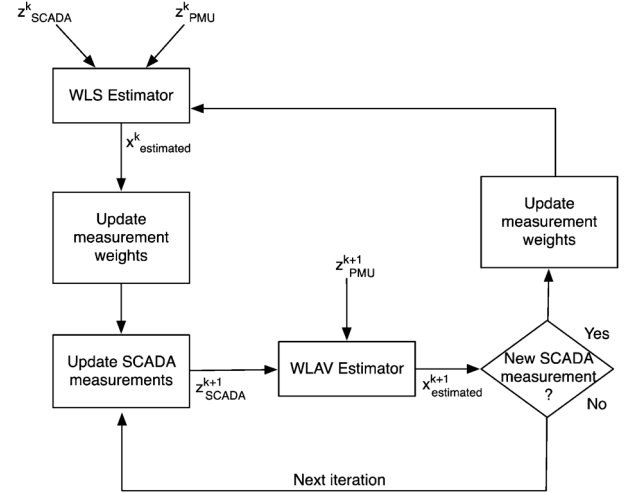 z^k_SCADA
z^k_PMU
WLS Estimator
x^k_estimated
Update
measurement
weights
Update
measurement
weights
z^{k+1}_PMU
Update SCADA
measurements
z^{k+1}_SCADA
WLAV Estimator
x^{k+1}_estimated
New SCADA
measurement
?
Yes
No
Next iteration